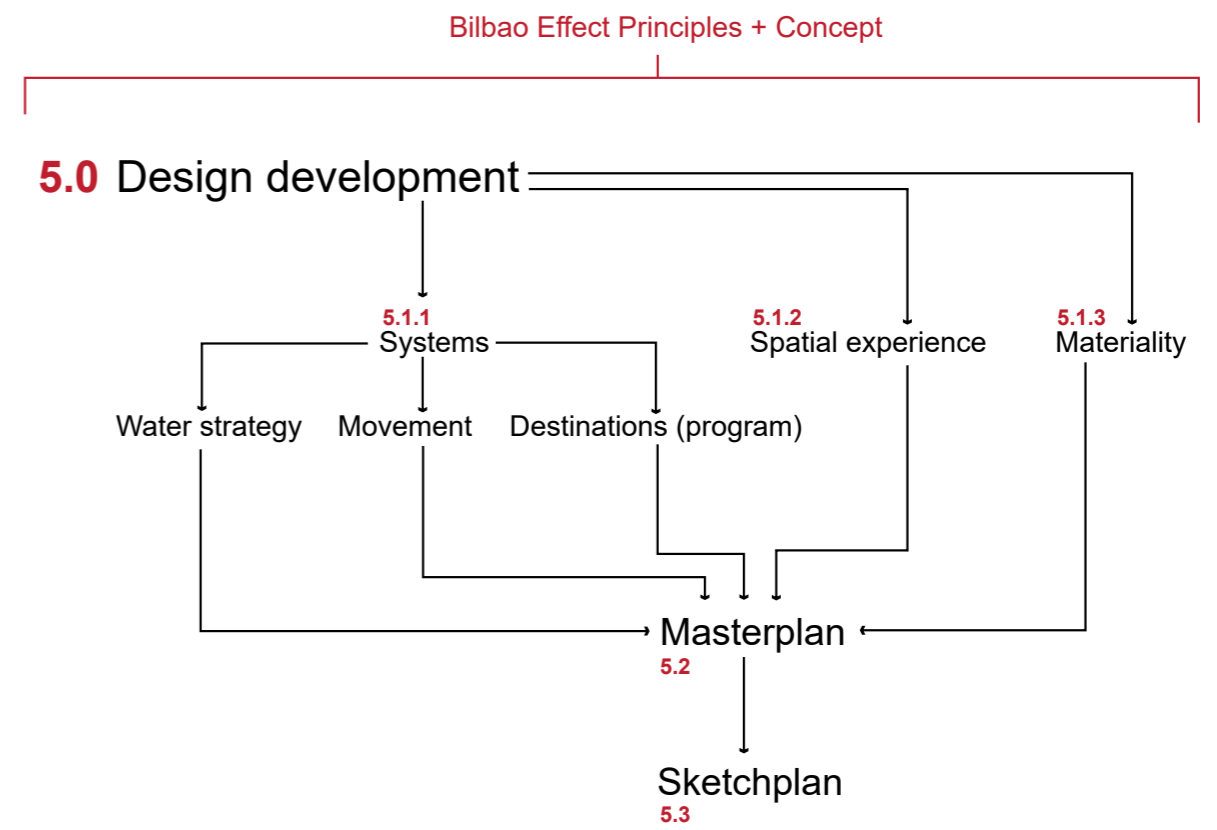 Bilbao Effect Principles + Concept
5.0 Design development
5.1.1
Systems
5.1.2
Spatial experience
5.1.3
Materiality
Water strategy
Movement
Destinations (program)
Masterplan
5.2
Sketchplan
5.3